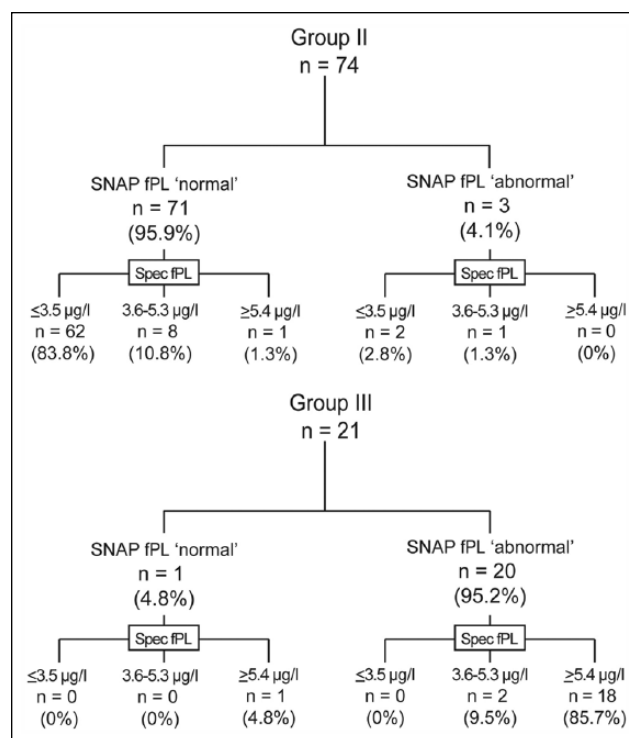 Group II
n = 74
SNAP fPL ‘normal’
n = 71
(95.9%)
SNAP fPL ‘abnormal’
n = 3
(4.1%)
Spec fPL
≤3.5 µg/l
n = 62
(83.8%)
3.6-5.3 µg/l
n = 8
(10.8%)
≥5.4 µg/l
n = 1
(1.3%)
Spec fPL
≤3.5 µg/l
n = 2
(2.8%)
3.6-5.3 µg/l
n = 1
(1.3%)
≥5.4 µg/l
n = 0
(0%)
Group III
n = 21
SNAP fPL ‘normal’
n = 1
(4.8%)
SNAP fPL ‘abnormal’
n = 20
(95.2%)
Spec fPL
≤3.5 µg/l
n = 0
(0%)
3.6-5.3 µg/l
n = 0
(0%)
≥5.4 µg/l
n = 1
(4.8%)
Spec fPL
≤3.5 µg/l
n = 0
(0%)
3.6-5.3 µg/l
n = 2
(9.5%)
≥5.4 µg/l
n = 18
(85.7%)